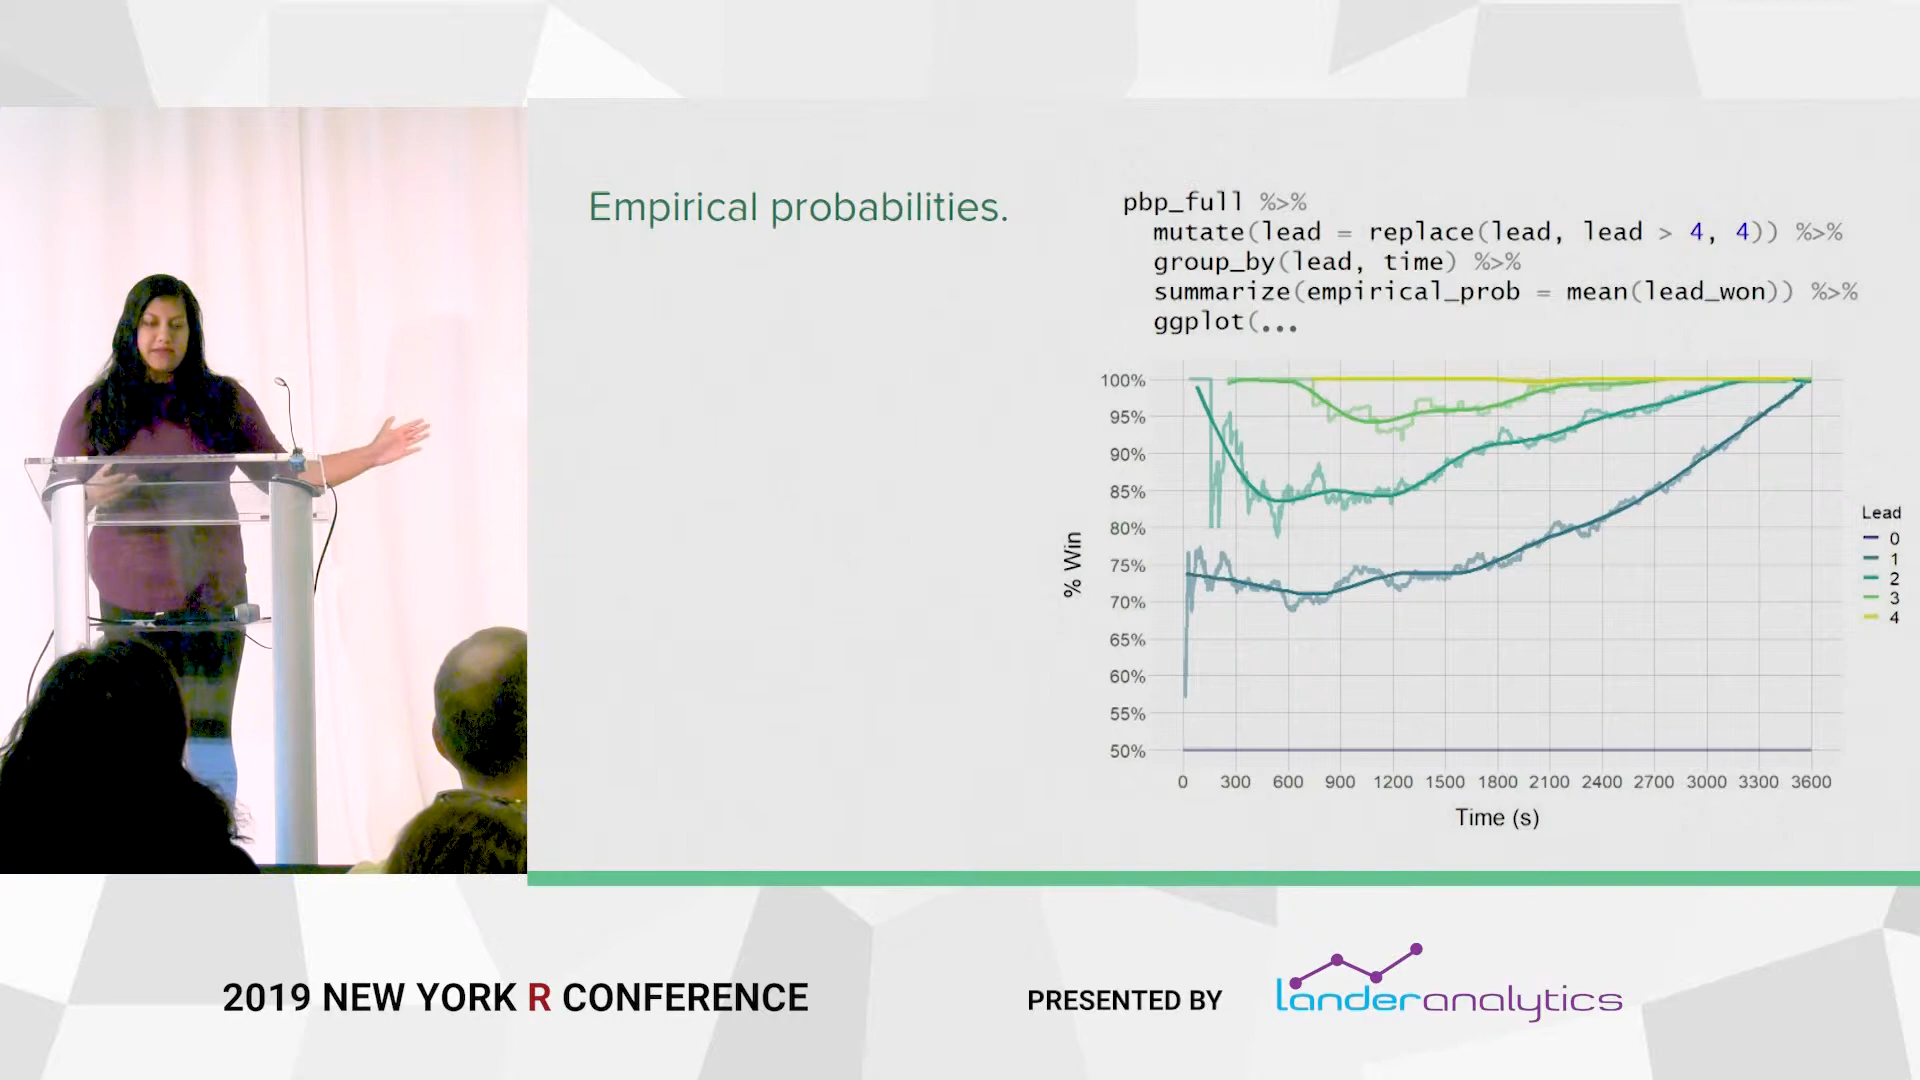 Empirical probabilities.
pbp_full %>%
mutate(lead = replace(lead, lead > 4, 4)) %>%
group_by(lead, time) %>%
summarize(empirical_prob = mean(lead_won)) %>%
ggplot(...
100%
95%
90%
85%
80%
75%
70%
65%
60%
55%
50%
% Win
0 300 600 900 1200 1500 1800 2100 2400 2700 3000 3300 3600
Time (s)
Lead
0
1
2
3
4
2019 NEW YORK R CONFERENCE
PRESENTED BY
landeranalytics